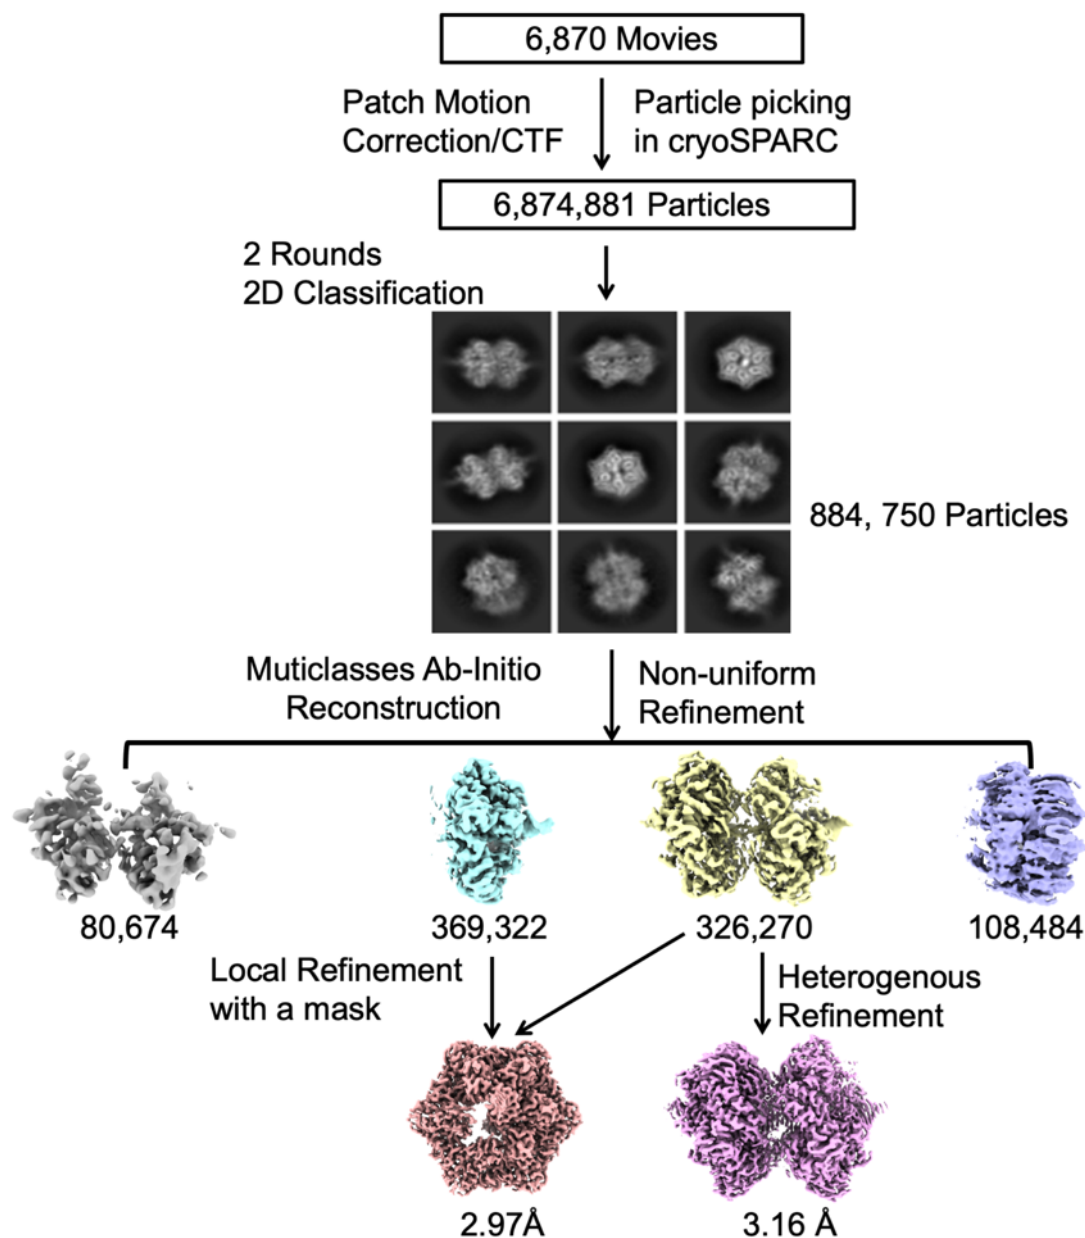 6,870 Movies
Patch Motion
Correction/CTF
Particle picking
in cryoSPARC
6,874,881 Particles
2 Rounds
2D Classification
884, 750 Particles
Muticlasses Ab-Initio
Reconstruction
Non-uniform
Refinement
80,674
369,322
326,270
108,484
Local Refinement
with a mask
Heterogenous
Refinement
2.97Å
3.16 Å